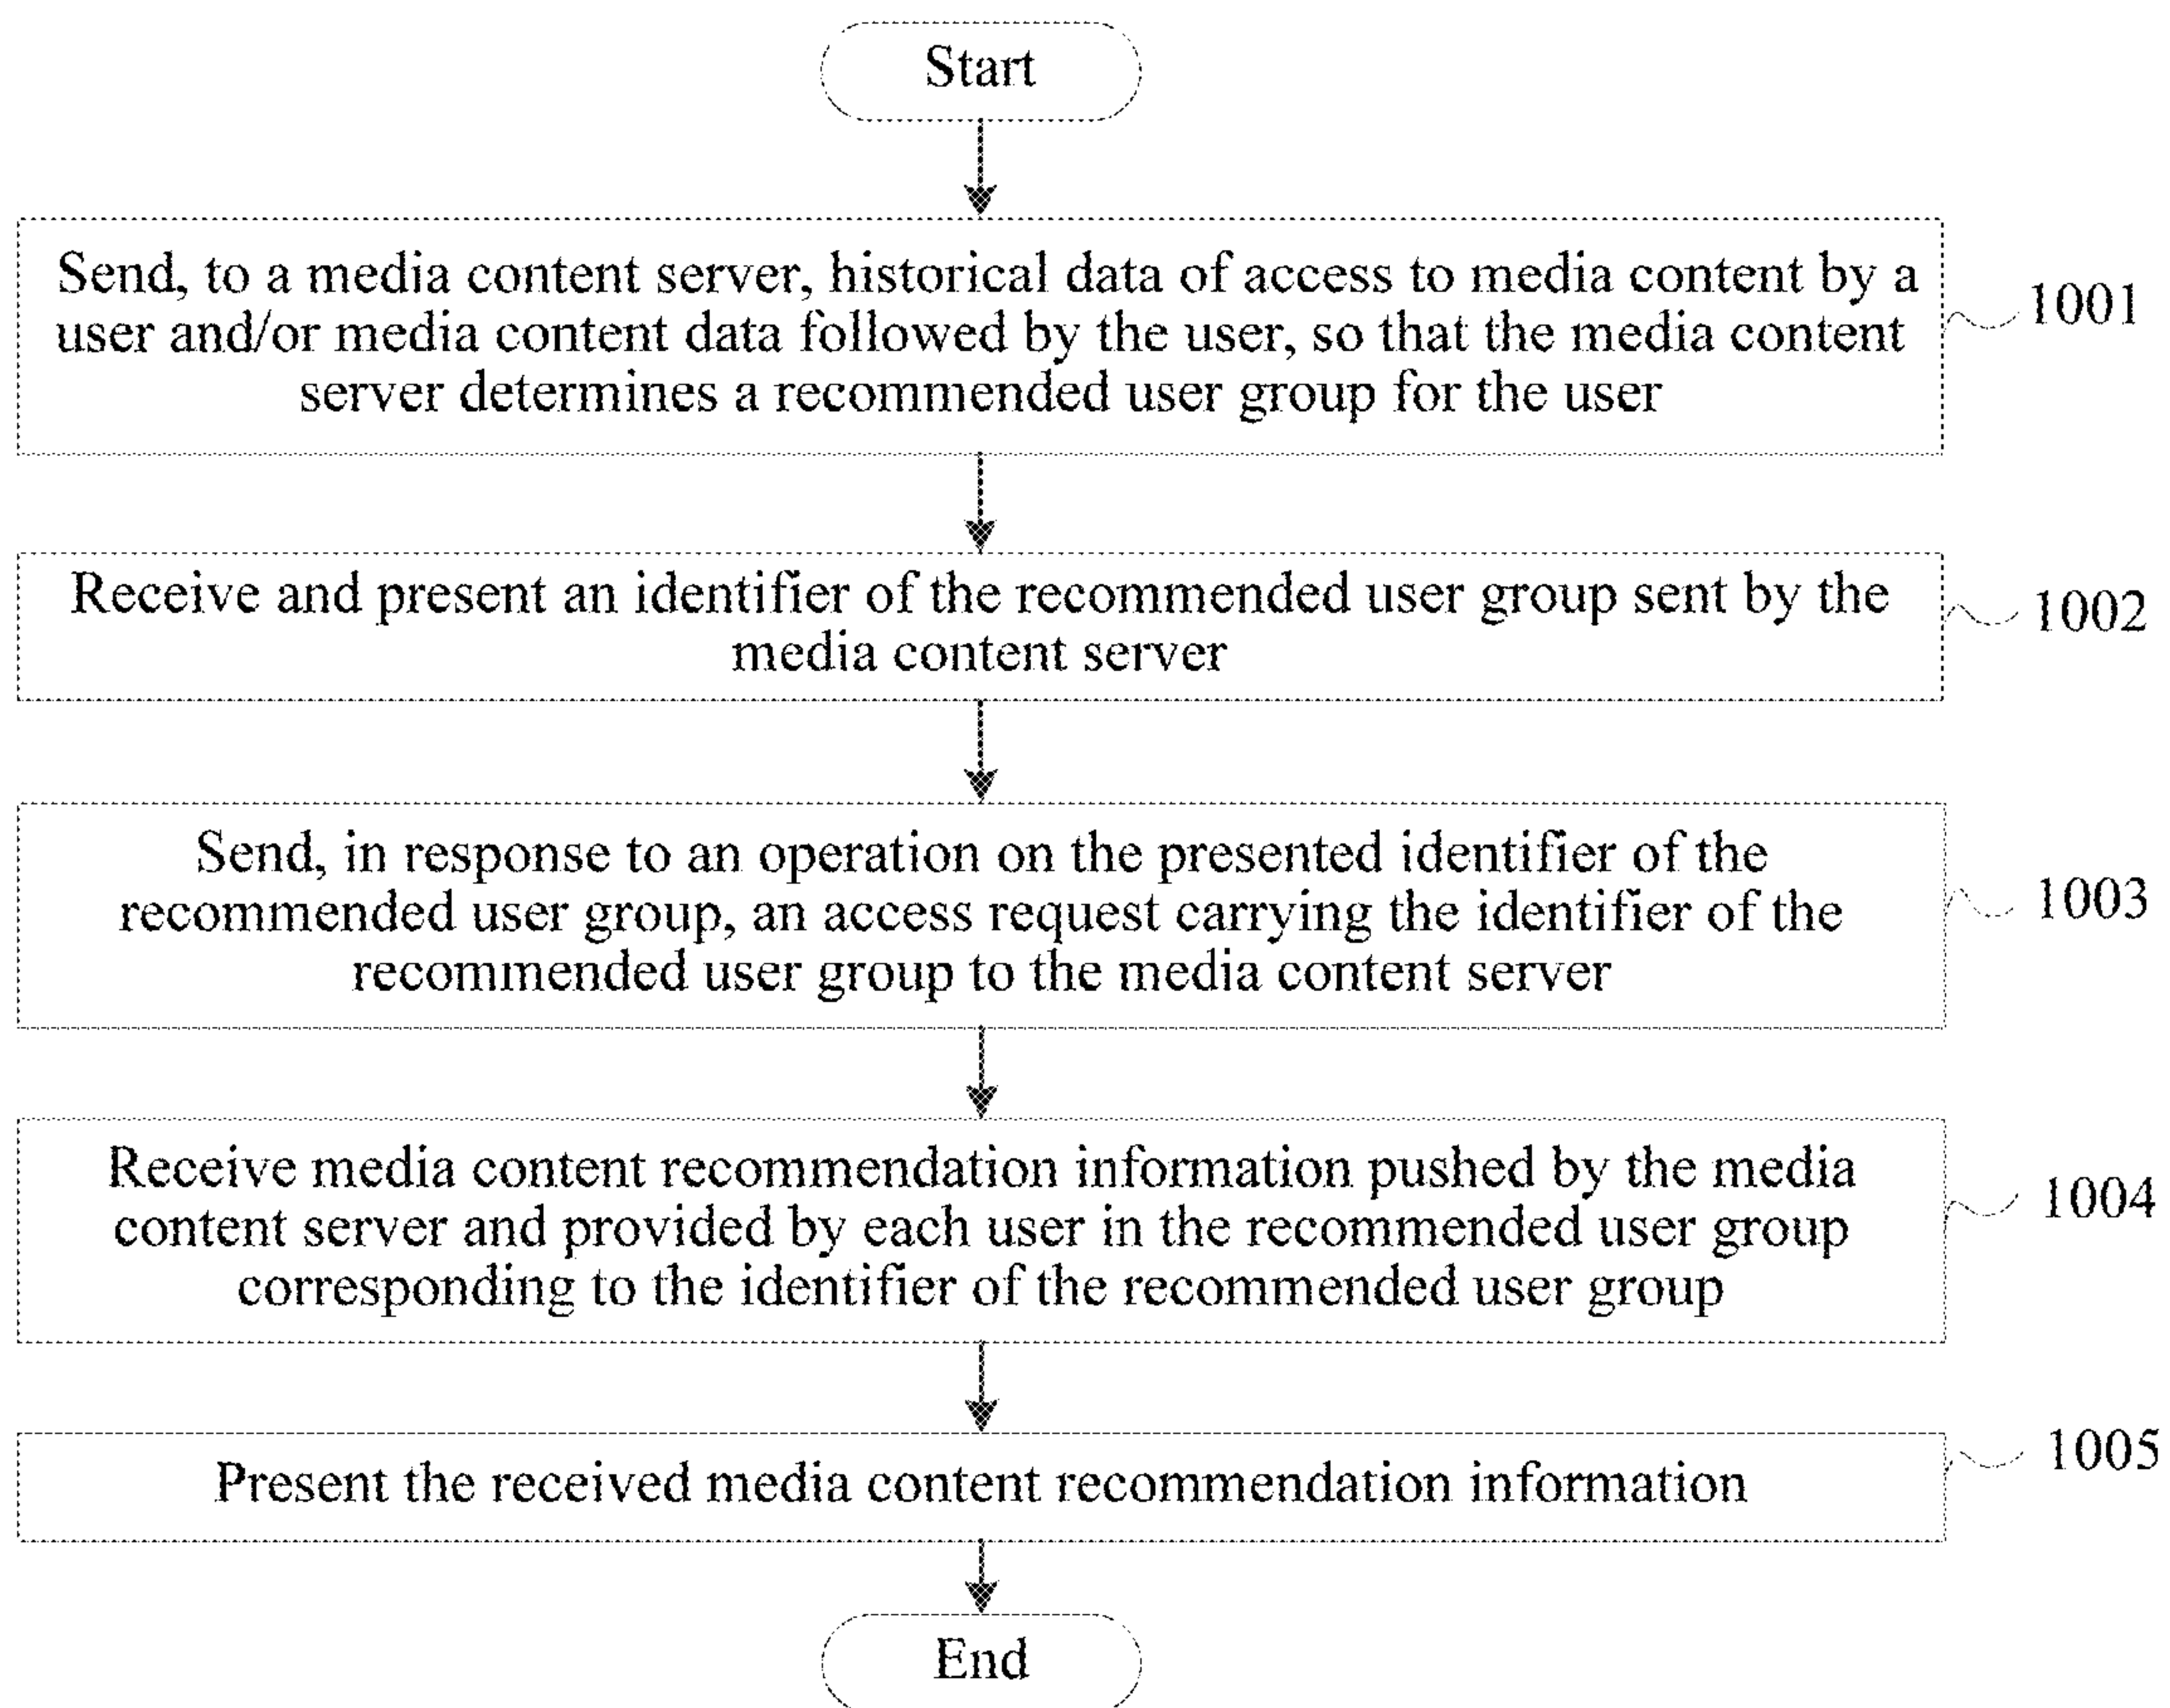 Start
Send, to a media content server, historical data of access to media content by a
user and/or media content data followed by the user, so that the media content
server determines a recommended user group for the user
1001
Receive and present an identifier of the recommended user group sent by the
media content server
1002
Send, in response to an operation on the presented identifier of the
recommended user group, an access request carrying the identifier of the
recommended user group to the media content server
1003
Receive media content recommendation information pushed by the media
content server and provided by each user in the recommended user group
corresponding to the identifier of the recommended user group
1004
Present the received media content recommendation information
1005
End